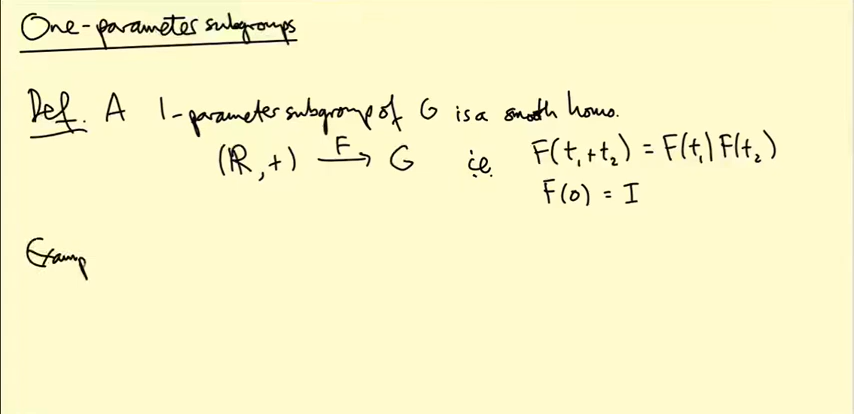 One-parameter subgroups
Def. A 1-parameter subgroup of G is a smooth homo.
(ℝ, +) —F→ G i.e. F(t₁+t₂) = F(t₁) F(t₂)
F(0) = I
Examp